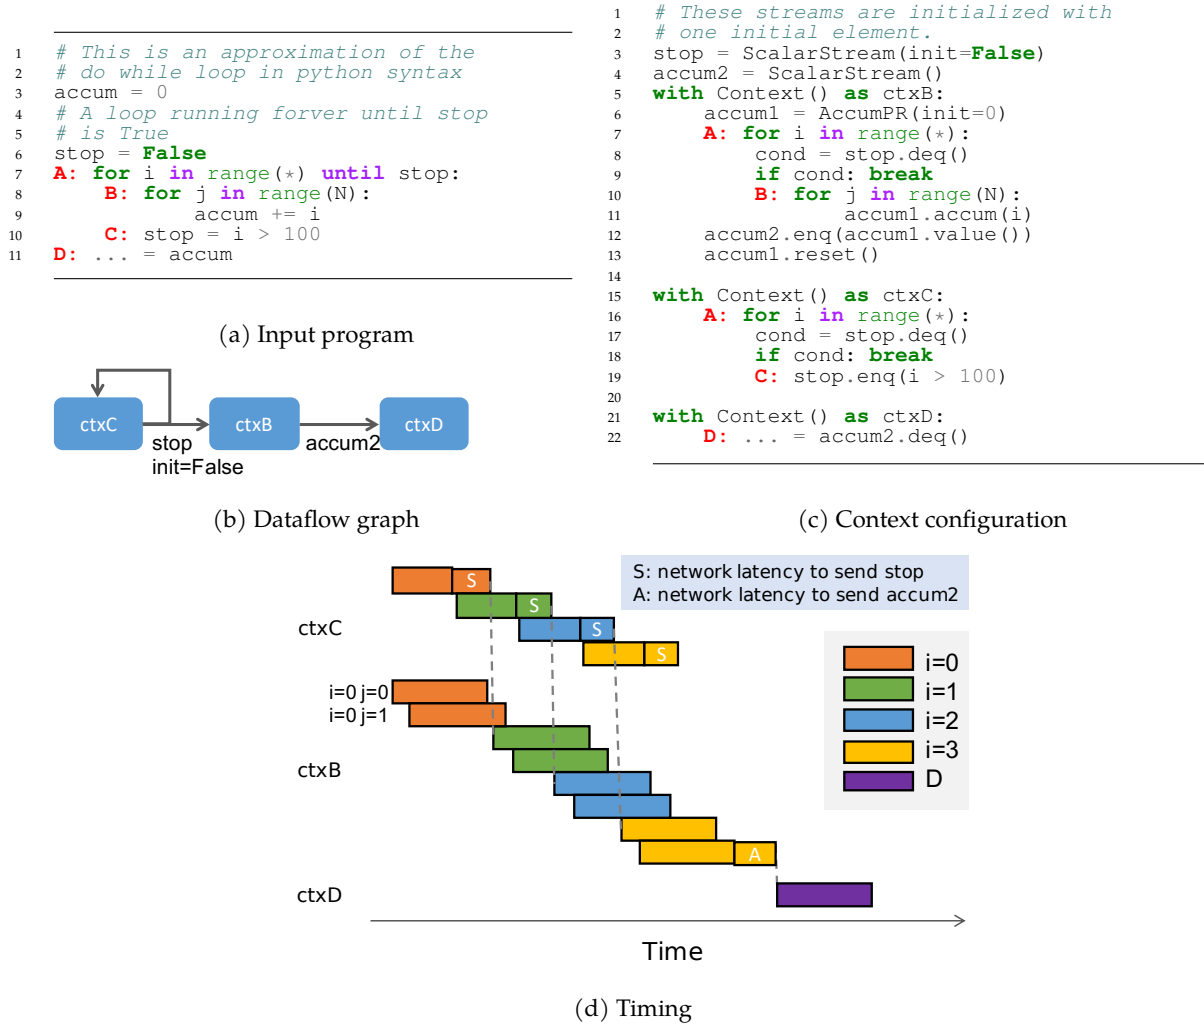 1 # This is an approximation of the
2 # do while loop in python syntax
3 accum = 0
4 # A loop running forver until stop
5 # is True
6 stop = False
7 A: for i in range(*) until stop:
8 B: for j in range(N):
9 accum += i
10 C: stop = i > 100
11 D: ... = accum
(a) Input program
ctxC
ctxB
ctxD
stop
init=False
accum2
(b) Dataflow graph
1 # These streams are initialized with
2 # one initial element.
3 stop = ScalarStream(init=False)
4 accum2 = ScalarStream()
5 with Context() as ctxB:
6 accum1 = AccumPR(init=0)
7 A: for i in range(*):
8 cond = stop.deq()
9 if cond: break
10 B: for j in range(N):
11 accum1.accum(i)
12 accum2.enq(accum1.value())
13 accum1.reset()
14
15 with Context() as ctxC:
16 A: for i in range(*):
17 cond = stop.deq()
18 if cond: break
19 C: stop.enq(i > 100)
20
21 with Context() as ctxD:
22 D: ... = accum2.deq()
(c) Context configuration
S: network latency to send stop
A: network latency to send accum2
S
S
S
S
ctxC
i=0 j=0
i=0 j=1
ctxB
A
ctxD
i=0
i=1
i=2
i=3
D
Time
(d) Timing